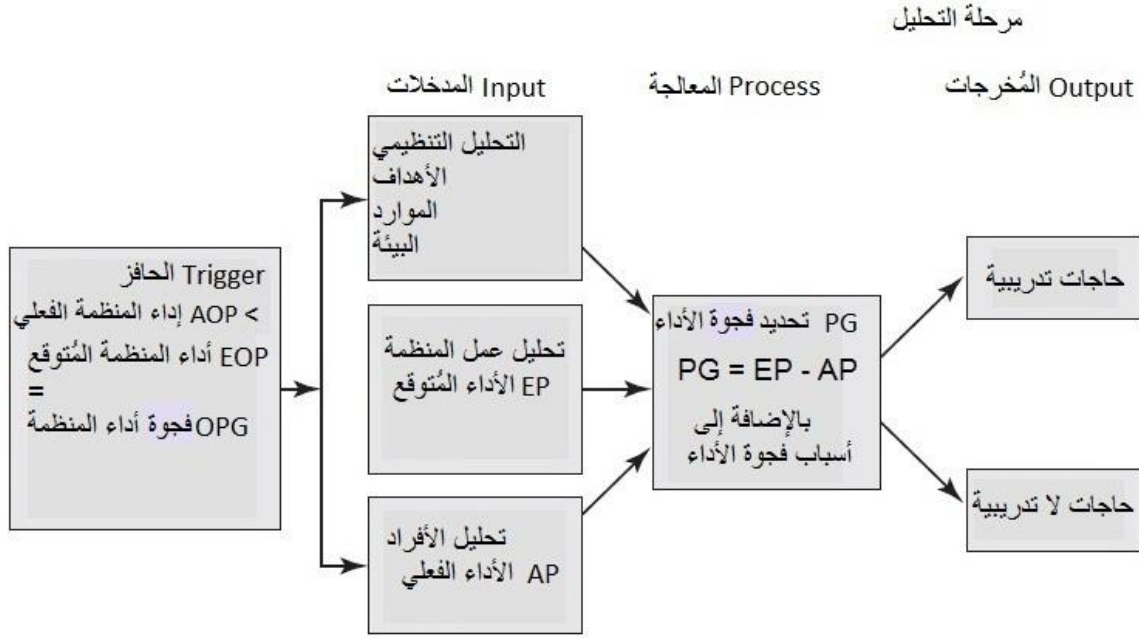 مرحلة التحليل
المدخلات Input
المعالجة Process
المُخرجات Output
الحافز Trigger
إداء المنظمة الفعلي AOP <
أداء المنظمة المُتوقع EOP
=
فجوة أداء المنظمة OPG
التحليل التنظيمي
الأهداف
الموارد
البيئة
تحليل عمل المنظمة
الأداء المُتوقع EP
تحليل الأفراد
الأداء الفعلي AP
تحديد فجوة الأداء PG
PG = EP - AP
بالإضافة إلى
أسباب فجوة الأداء
حاجات تدريبية
حاجات لا تدريبية